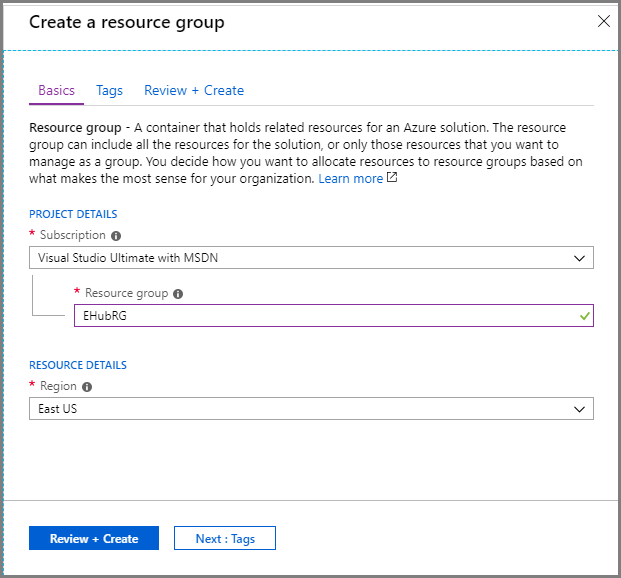 Create a resource group
Basics Tags Review + Create
Resource group - A container that holds related resources for an Azure solution. The resource
group can include all the resources for the solution, or only those resources that you want to
manage as a group. You decide how you want to allocate resources to resource groups based on
what makes the most sense for your organization. Learn more
PROJECT DETAILS
* Subscription
Visual Studio Ultimate with MSDN
* Resource group
EHubRG
RESOURCE DETAILS
* Region
East US
Review + Create Next : Tags